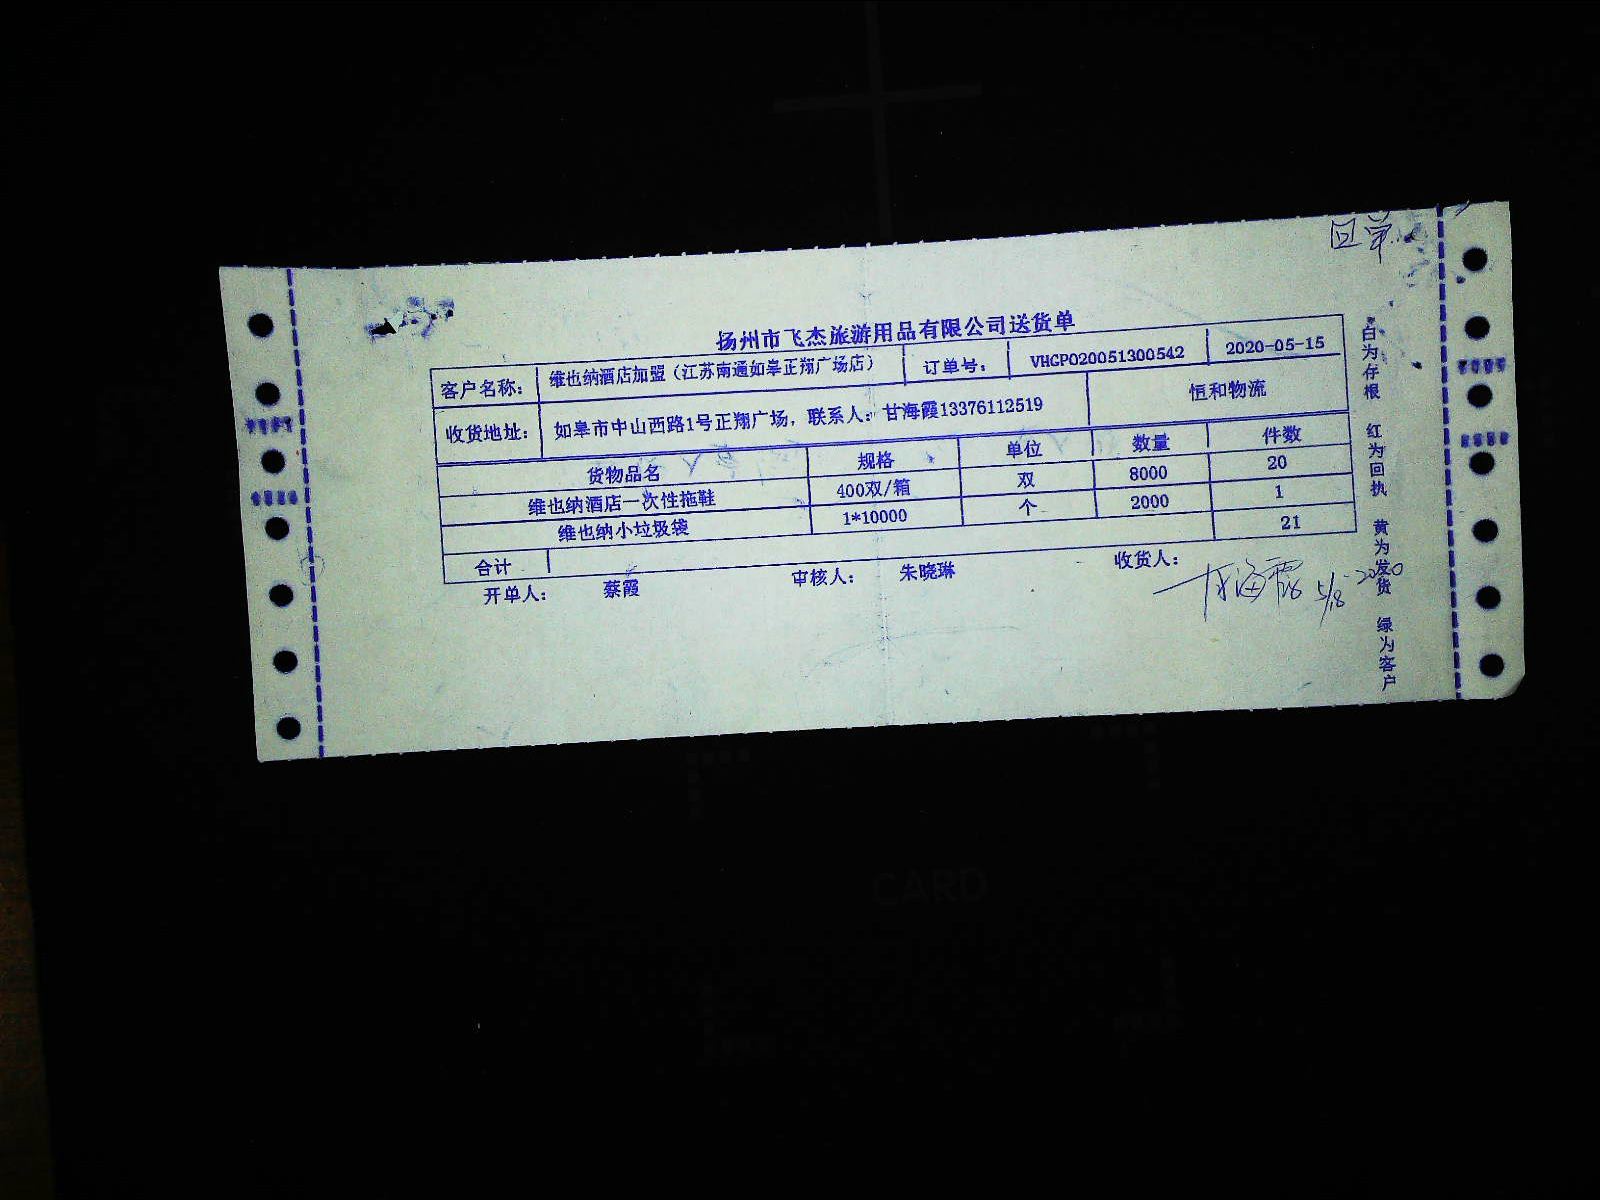 回单
扬州市飞杰旅游用品有限公司送货单
客户名称： 维也纳酒店加盟（江苏南通如皋正翔广场店） 订单号： VHGPO20051300542 2020-05-15
收货地址： 如皋市中山西路1号正翔广场，联系人：甘海霞13376112519 恒和物流
货物品名 规格 单位 数量 件数
维也纳酒店一次性拖鞋 400双/箱 双 8000 20
维也纳小垃圾袋 1*10000 个 2000 1
合计 21
开单人： 蔡霞 审核人： 朱晓琳 收货人： 甘海霞 5/18 2020
白为存根 红为回执 黄为发货 绿为客户
CARD